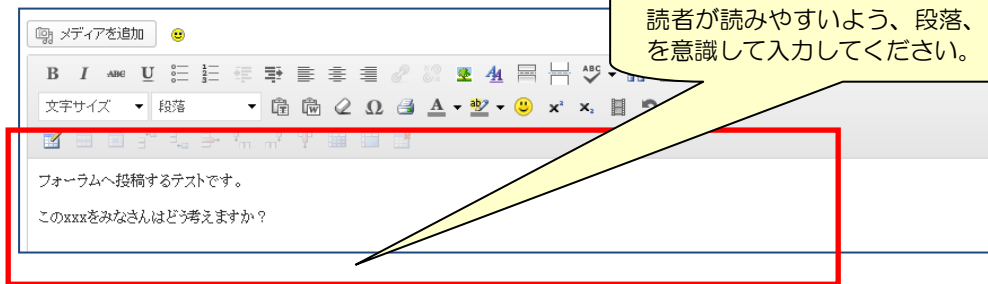 読者が読みやすいよう、段落、
を意識して入力してください。
メディアを追加
B I ABC U ABC
文字サイズ 段落
フォーラムへ投稿するテストです。
このxxxをみなさんはどう考えますか？